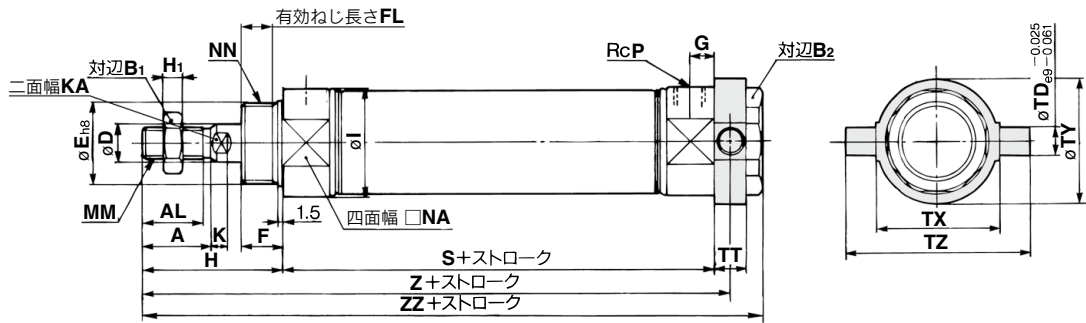 有効ねじ長さFL
NN
RcP
G
対辺B2
対辺B1
H1
二面幅KA
øEh8
øD
øI
MM
AL
A
K
F
1.5
四面幅 □NA
H
S+ストローク
TT
Z+ストローク
ZZ+ストローク
øTDe9 -0.025 -0.061
øTY
TX
TZ